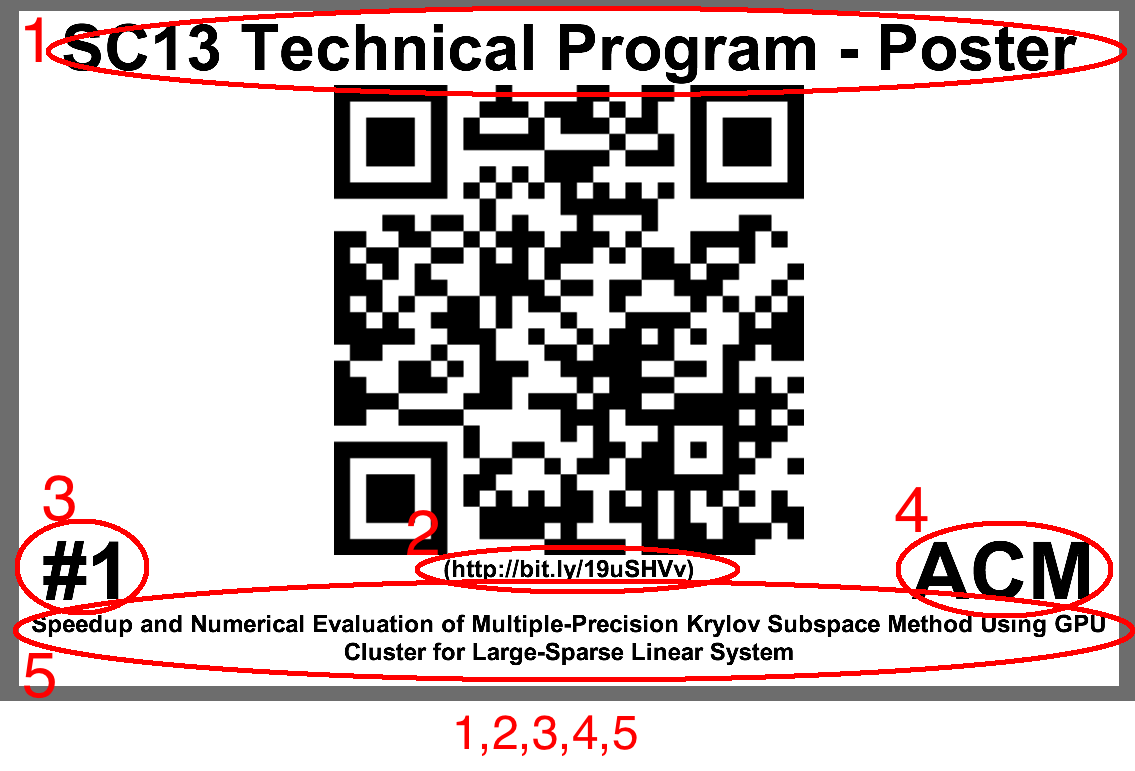 1 SC13 Technical Program - Poster
3
2
4
#1
(http://bit.ly/19uSHVv)
ACM
Speedup and Numerical Evaluation of Multiple-Precision Krylov Subspace Method Using GPU
Cluster for Large-Sparse Linear System
5
1,2,3,4,5